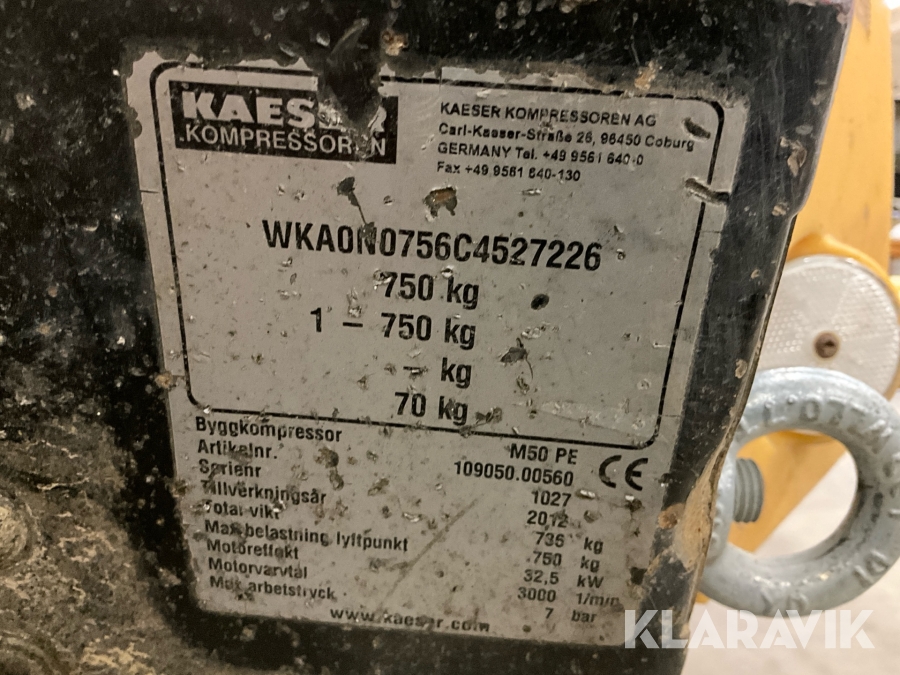 KAESER
KOMPRESSOREN
KAESER KOMPRESSOREN AG
Carl-Kaeser-Straße 26, 96450 Coburg
GERMANY Tel. +49 9561 640-0
Fax +49 9561 640-130
WKA0N0756C4527226
750 kg
1 – 750 kg
– kg
70 kg
Byggkompressor M50 PE
Artikelnr. 109050.00560
Serienr 1027
Tillverkningsår 2012
Total vikt 736 kg
Max belastning lyftpunkt 750 kg
Motoreffekt 32,5 kW
Motorvarvtal 3000 1/min
Max arbetstryck 7 bar
www.kaeser.com
CE
KLARAVIK